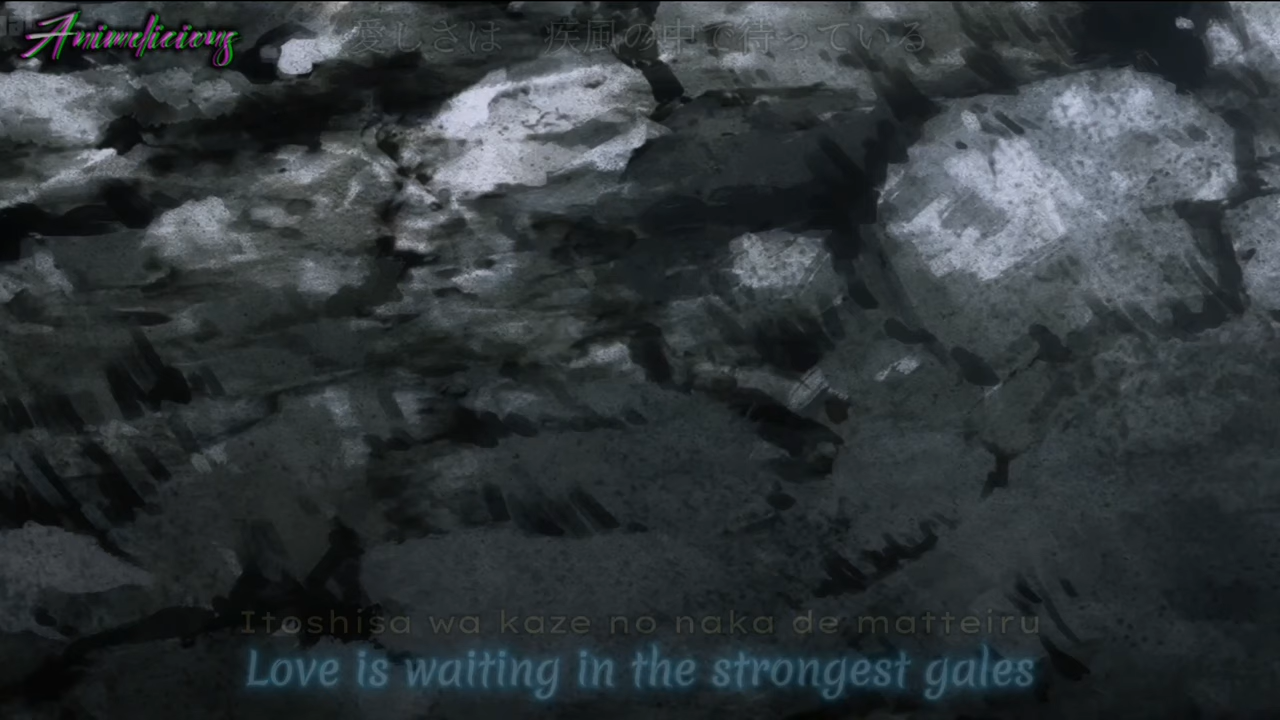 Animelicious
愛しさは 疾風の中で待っている
Itoshisa wa kaze no naka de matteiru
Love is waiting in the strongest gales